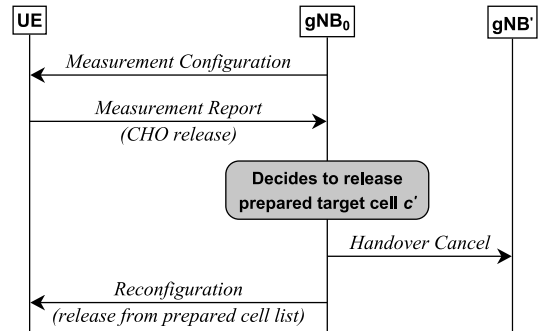 UE
gNB₀
gNB'
Measurement Configuration
Measurement Report
(CHO release)
Decides to release
prepared target cell c'
Handover Cancel
Reconfiguration
(release from prepared cell list)